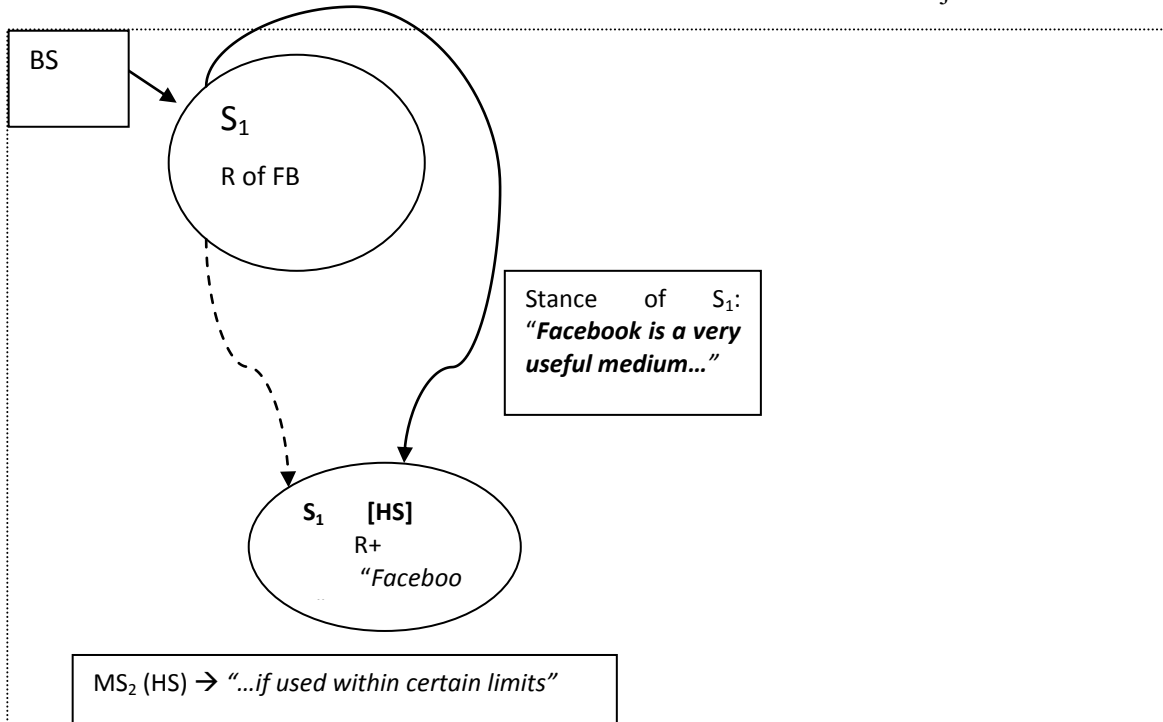 BS
S₁
R of FB
Stance of S₁:
“Facebook is a very
useful medium…”
S₁ [HS]
R+
“Faceboo
MS₂ (HS) → “…if used within certain limits”